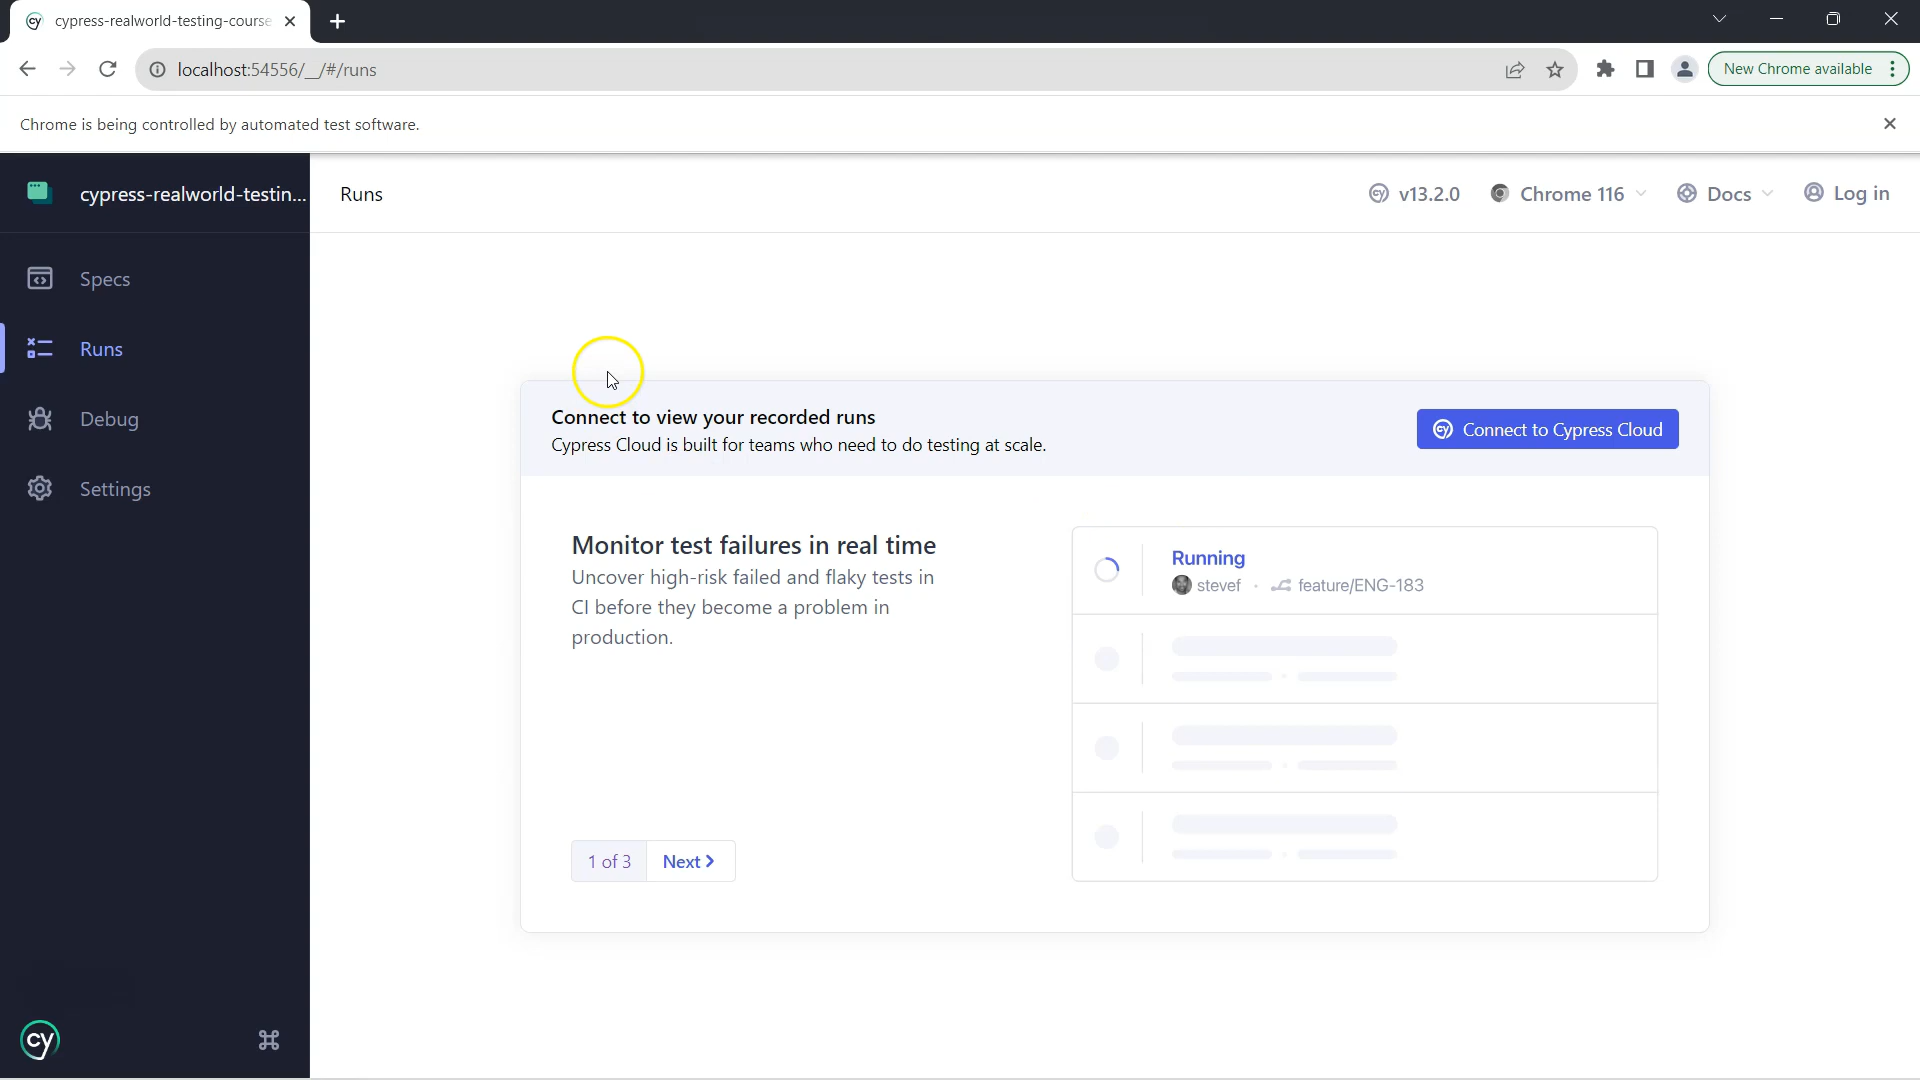 cypress-realworld-testing-course
localhost:54556/__/#/runs
New Chrome available
Chrome is being controlled by automated test software.
cypress-realworld-testin...
Runs
v13.2.0
Chrome 116
Docs
Log in
Specs
Runs
Debug
Settings
Connect to view your recorded runs
Cypress Cloud is built for teams who need to do testing at scale.
cy Connect to Cypress Cloud
Monitor test failures in real time
Uncover high-risk failed and flaky tests in
CI before they become a problem in
production.
Running
stevef · feature/ENG-183
1 of 3
Next
cy